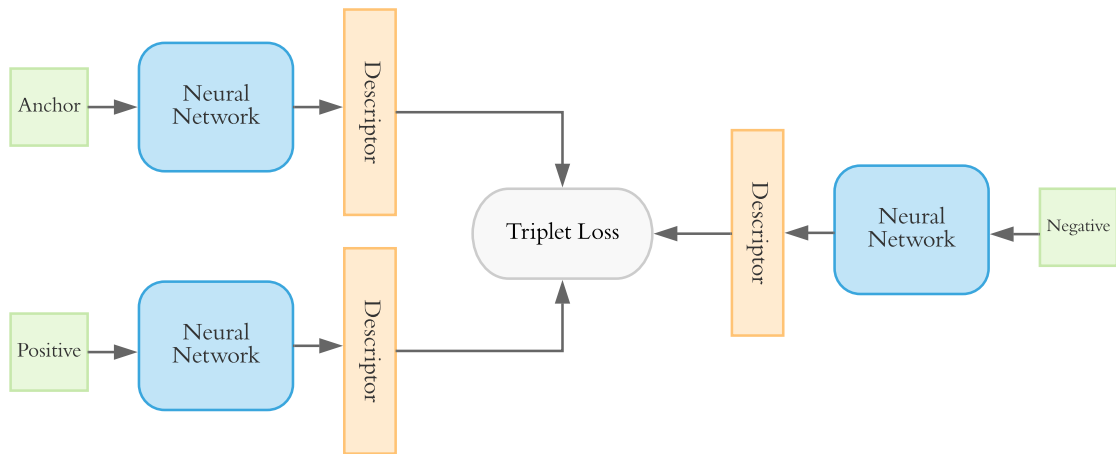 Anchor
Neural
Network
Descriptor
Positive
Neural
Network
Descriptor
Triplet Loss
Descriptor
Neural
Network
Negative